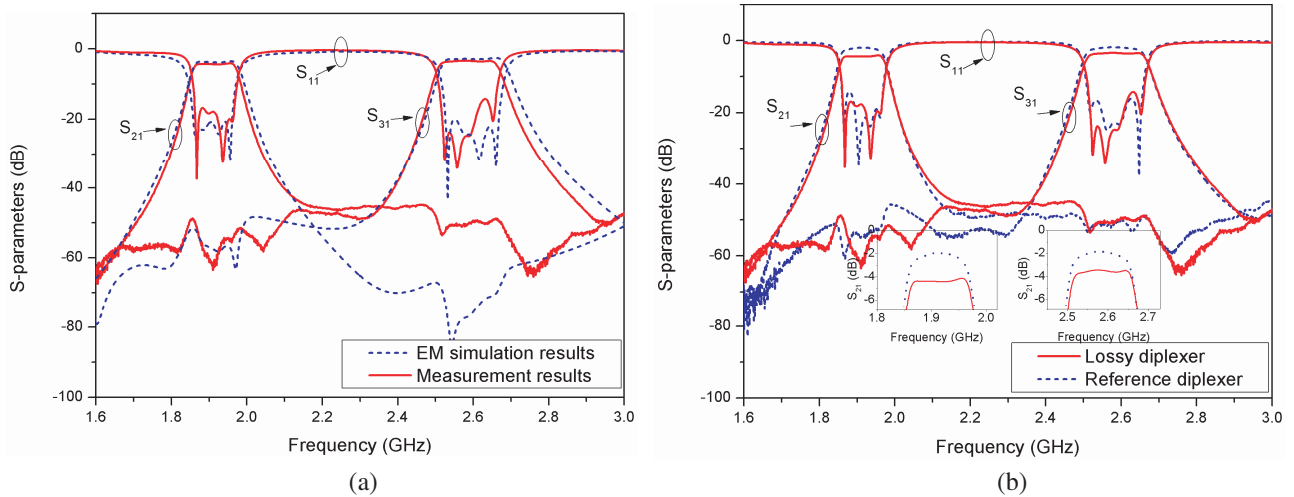 0
-20
-40
-60
-80
-100
S-parameters (dB)
1.6
1.8
2.0
2.2
2.4
2.6
2.8
3.0
Frequency (GHz)
S21
S11
S31
EM simulation results
Measurement results
(a)
0
-20
-40
-60
-80
-100
S-parameters (dB)
1.6
1.8
2.0
2.2
2.4
2.6
2.8
3.0
Frequency (GHz)
S21
S11
S31
0
-2
-4
-6
S21 (dB)
1.8
1.9
2.0
Frequency (GHz)
0
-2
-4
-6
S21 (dB)
2.5
2.6
2.7
Frequency (GHz)
Lossy diplexer
Reference diplexer
(b)